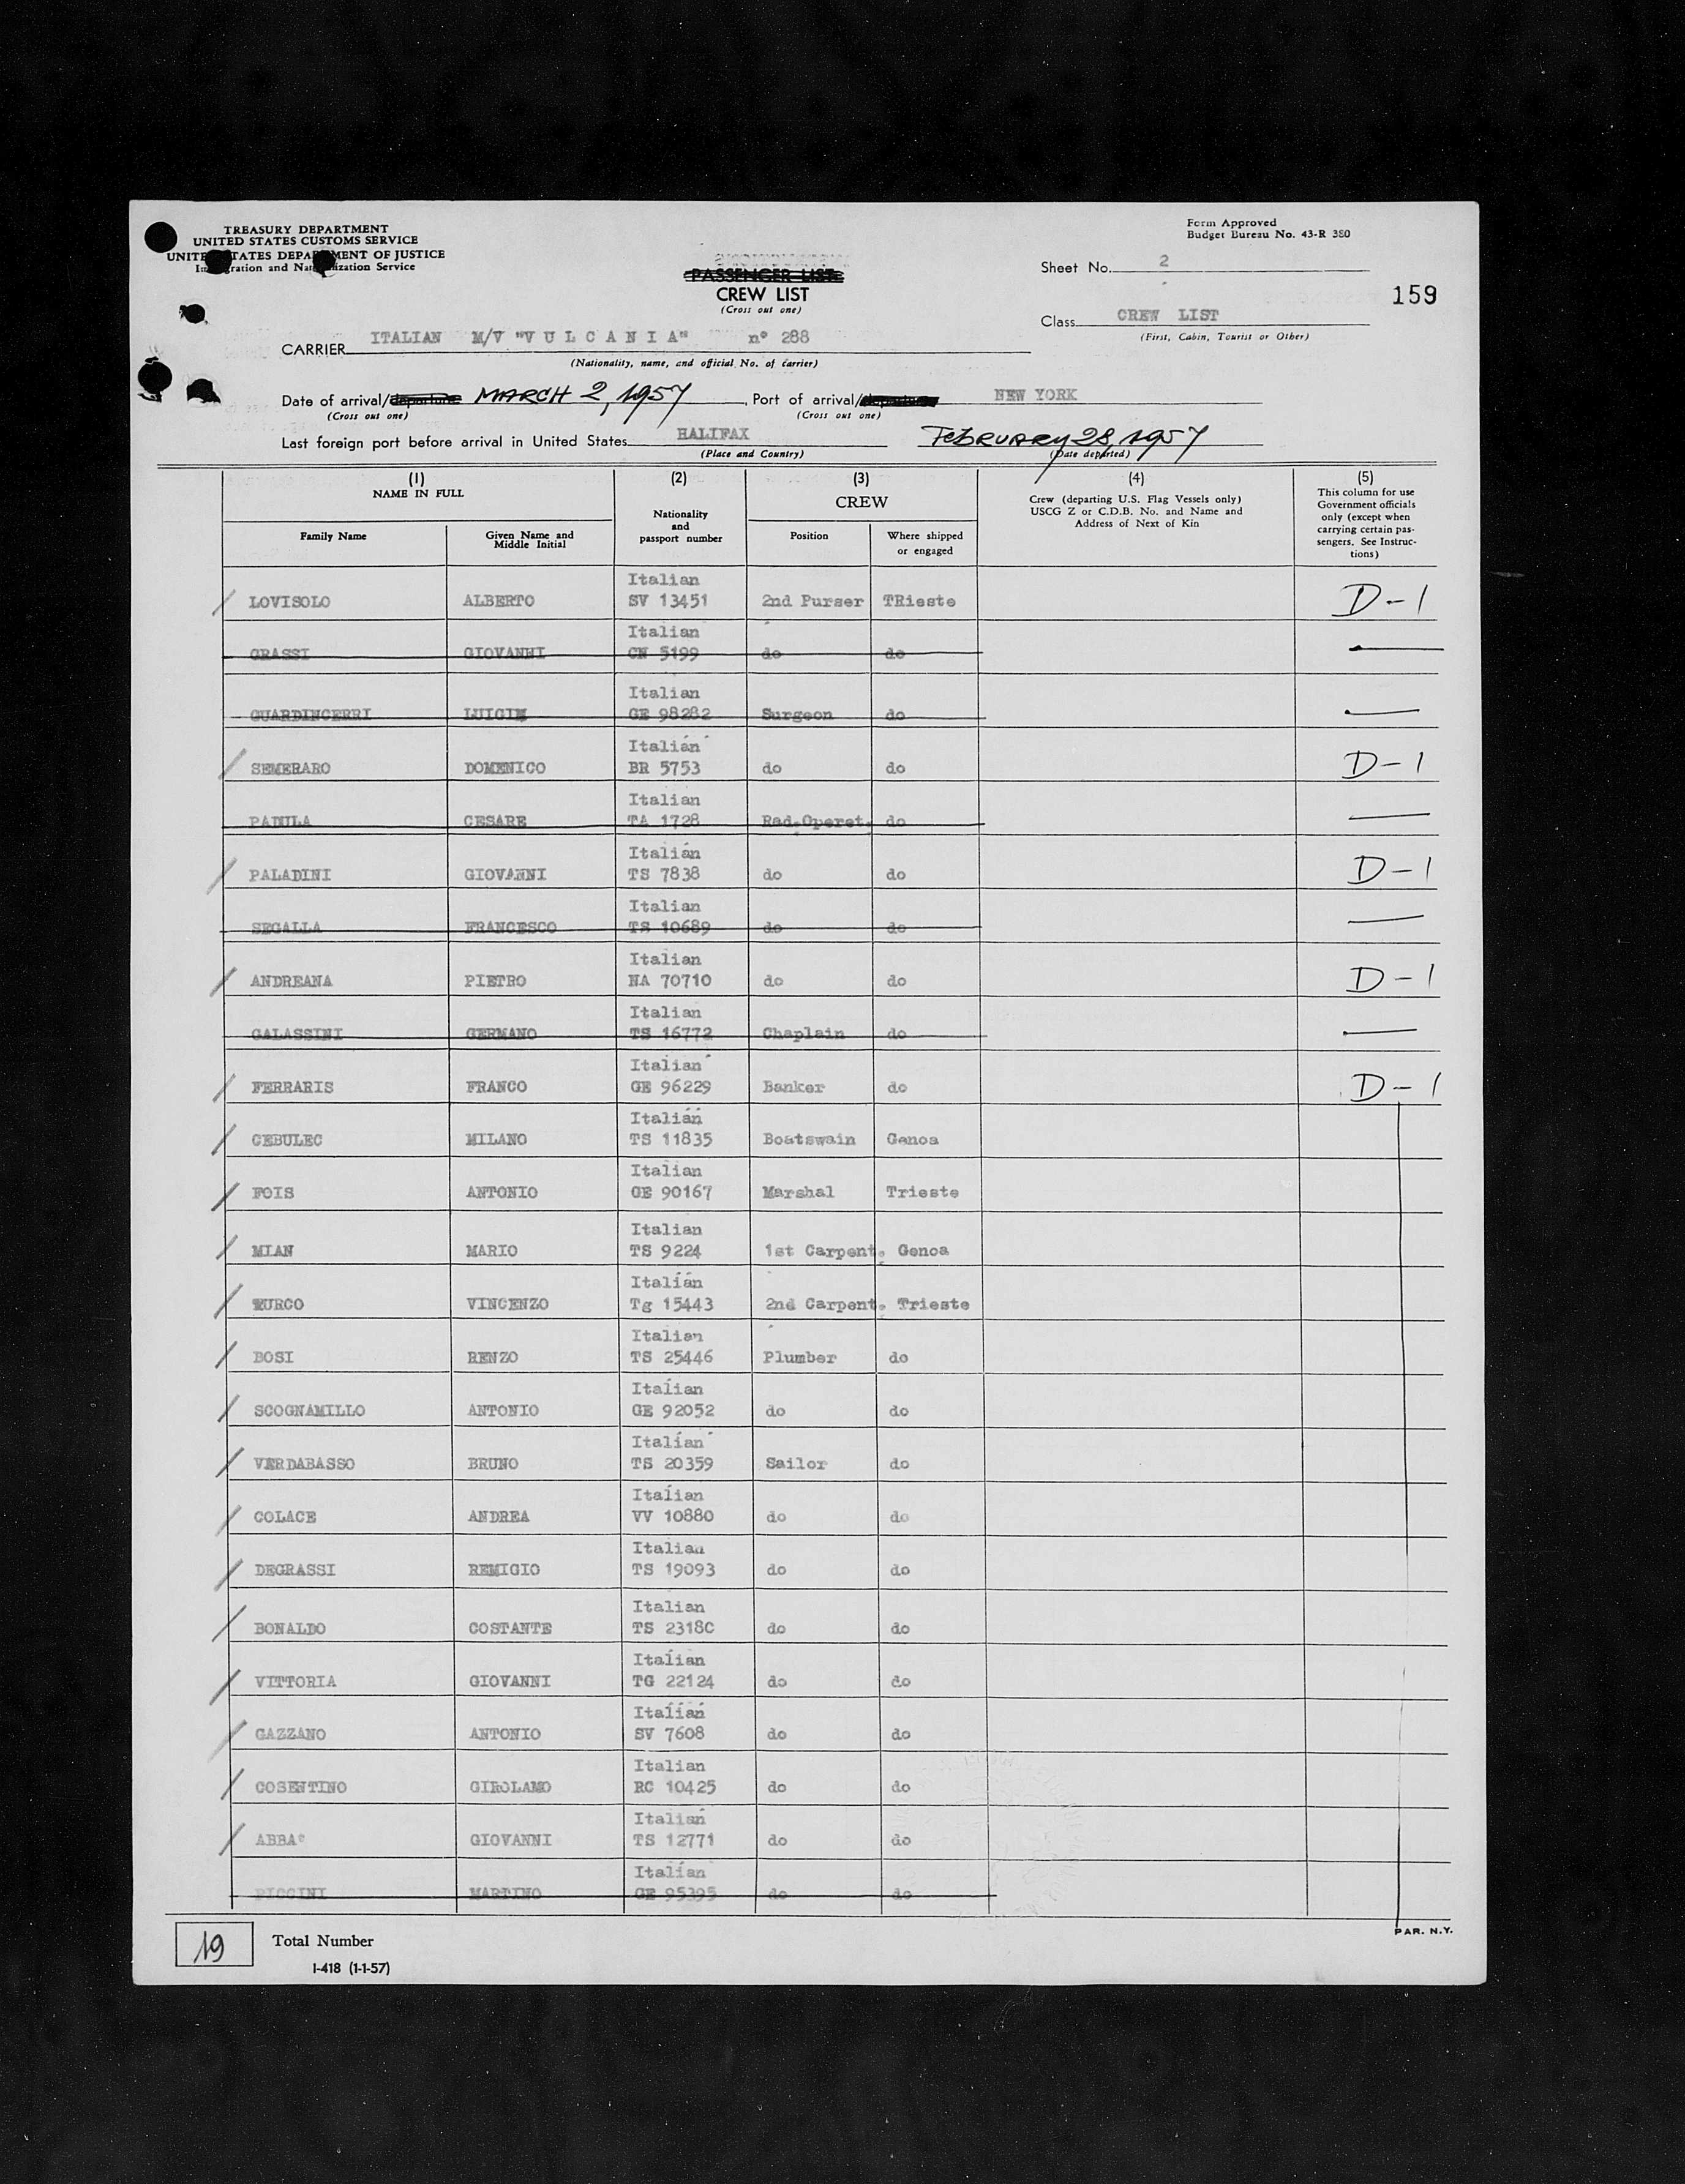 TREASURY DEPARTMENT
UNITED STATES CUSTOMS SERVICE
UNITED STATES DEPARTMENT OF JUSTICE
Immigration and Naturalization Service
Form Approved
Budget Bureau No. 43-R 380
PASSENGER LIST
CREW LIST
(Cross out one)
Sheet No. 2
159
Class CREW LIST
(First, Cabin, Tourist or Other)
CARRIER ITALIAN M/V "V U L C A N I A" n° 288
(Nationality, name, and official No. of carrier)
Date of arrival/departure MARCH 2, 1957, Port of arrival/departure NEW YORK
(Cross out one) (Cross out one)
Last foreign port before arrival in United States HALIFAX FEBRUARY 28, 1957
(Place and Country) (Date departed)
(1) NAME IN FULL (2) Nationality and passport number (3) CREW (4) Crew (departing U.S. Flag Vessels only) USCG Z or C.D.B. No. and Name and Address of Next of Kin (5) This column for use Government officials only (except when carrying certain passengers. See Instructions)
Family Name Given Name and Middle Initial Position Where shipped or engaged
Italian
LOVISOLO ALBERTO SV 13451 2nd Purser TRieste D-1
Italian
GRASSI GIOVANNI CN 5199 do do
Italian
GUARDINCERRI LUIGI GE 98282 Surgeon do
Italian
SEMERARO DOMENICO BR 5753 do do D-1
Italian
PADULA CESARE TA 1728 Rad.Operet. do
Italian
PALADINI GIOVANNI TS 7838 do do D-1
Italian
SEGALLA FRANCESCO TS 10689 do do
Italian
ANDREANA PIETRO NA 70710 do do D-1
Italian
GALASSINI GERMANO TS 16772 Chaplain do
Italian
FERRARIS FRANCO GE 96229 Banker do D-1
Italian
CEBULEC MILANO TS 11835 Boatswain Genoa
Italian
FOIS ANTONIO GE 90167 Marshal Trieste
Italian
MIAN MARIO TS 9224 1st Carpent. Genoa
Italian
TURCO VINCENZO Tg 15443 2nd Carpent. Trieste
Italian
BOSI RENZO TS 25446 Plumber do
Italian
SCOGNAMILLO ANTONIO GE 92052 do do
Italian
VERDABASSO BRUNO TS 20359 Sailor do
Italian
COLACE ANDREA VV 10880 do do
Italian
DEGRASSI REMIGIO TS 19093 do do
Italian
BONALDO COSTANTE TS 23180 do do
Italian
VITTORIA GIOVANNI TG 22124 do do
Italian
GAZZANO ANTONIO SV 7608 do do
Italian
COSENTINO GIROLAMO RC 10425 do do
Italian
ABBA' GIOVANNI TS 12771 do do
Italian
PICCINI MARTINO GE 95395 do do
PAR. N.Y.
19 Total Number
I-418 (1-1-57)